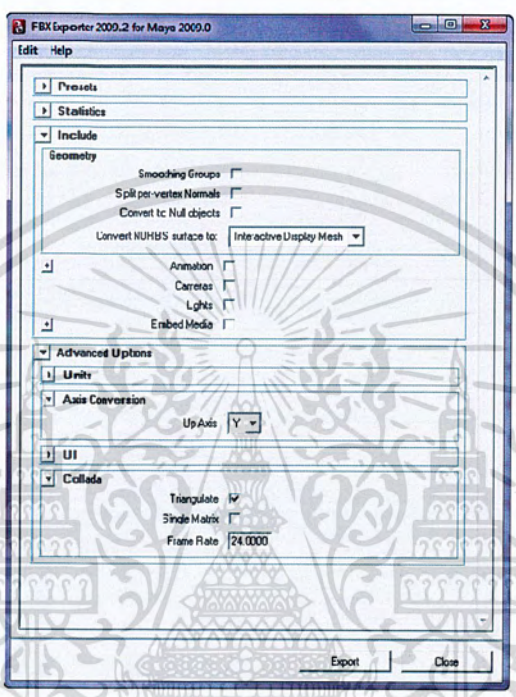 FBX Exporter 2009.2 for Maya 2009.0
Edit Help
Presets
Statistics
Include
Geometry
Smoothing Groups
Split per-vertex Normals
Convert to Null objects
Convert NURBS surface to: Interactive Display Mesh
Animation
Cameras
Lights
Embed Media
Advanced Options
Units
Axis Conversion
Up Axis Y
UI
Collada
Triangulate
Single Matrix
Frame Rate 24.0000
Export Close